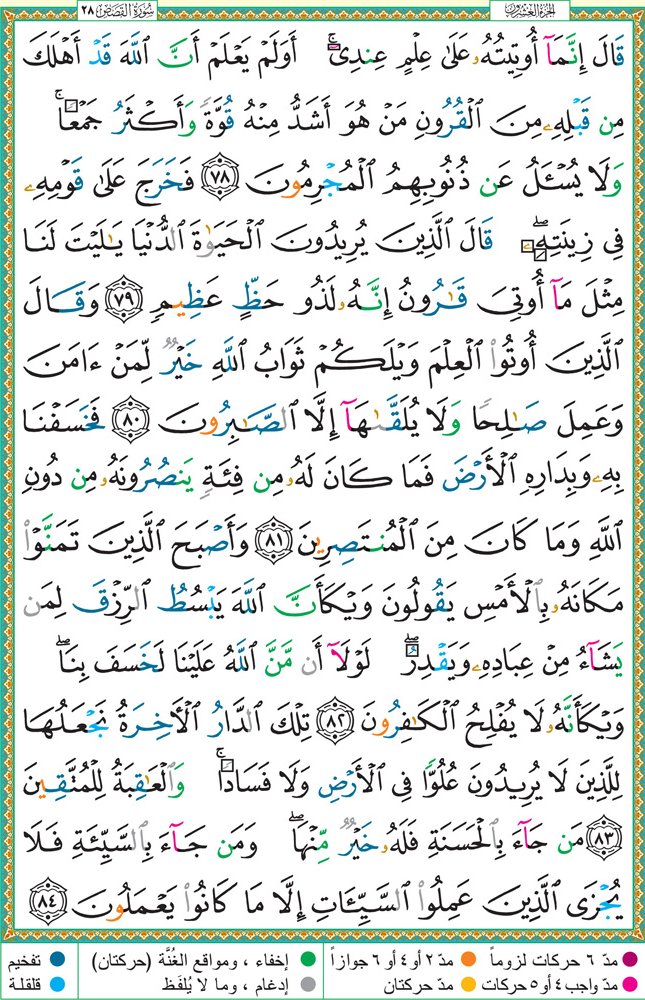 الجزء العشرون
سورة القصص ٢٨
قَالَ إِنَّمَآ أُوتِيتُهُۥ عَلَىٰ عِلْمٍ عِندِىٓ ۚ أَوَلَمْ يَعْلَمْ أَنَّ ٱللَّهَ قَدْ أَهْلَكَ
مِن قَبْلِهِۦ مِنَ ٱلْقُرُونِ مَنْ هُوَ أَشَدُّ مِنْهُ قُوَّةً وَأَكْثَرُ جَمْعًا ۚ
وَلَا يُسْـَٔلُ عَن ذُنُوبِهِمُ ٱلْمُجْرِمُونَ ٧٨ فَخَرَجَ عَلَىٰ قَوْمِهِۦ
فِى زِينَتِهِۦ ۖ قَالَ ٱلَّذِينَ يُرِيدُونَ ٱلْحَيَوٰةَ ٱلدُّنْيَا يَٰلَيْتَ لَنَا
مِثْلَ مَآ أُوتِىَ قَٰرُونُ إِنَّهُۥ لَذُو حَظٍّ عَظِيمٍ ٧٩ وَقَالَ
ٱلَّذِينَ أُوتُوا۟ ٱلْعِلْمَ وَيْلَكُمْ ثَوَابُ ٱللَّهِ خَيْرٌ لِّمَنْ ءَامَنَ
وَعَمِلَ صَٰلِحًا وَلَا يُلَقَّىٰهَآ إِلَّا ٱلصَّٰبِرُونَ ٨٠ فَخَسَفْنَا
بِهِۦ وَبِدَارِهِ ٱلْأَرْضَ فَمَا كَانَ لَهُۥ مِن فِئَةٍ يَنصُرُونَهُۥ مِن دُونِ
ٱللَّهِ وَمَا كَانَ مِنَ ٱلْمُنتَصِرِينَ ٨١ وَأَصْبَحَ ٱلَّذِينَ تَمَنَّوْا۟
مَكَانَهُۥ بِٱلْأَمْسِ يَقُولُونَ وَيْكَأَنَّ ٱللَّهَ يَبْسُطُ ٱلرِّزْقَ لِمَن
يَشَآءُ مِنْ عِبَادِهِۦ وَيَقْدِرُ ۖ لَوْلَآ أَن مَّنَّ ٱللَّهُ عَلَيْنَا لَخَسَفَ بِنَا ۖ
وَيْكَأَنَّهُۥ لَا يُفْلِحُ ٱلْكَٰفِرُونَ ٨٢ تِلْكَ ٱلدَّارُ ٱلْأَخِرَةُ نَجْعَلُهَا
لِلَّذِينَ لَا يُرِيدُونَ عُلُوًّا فِى ٱلْأَرْضِ وَلَا فَسَادًا ۚ وَٱلْعَٰقِبَةُ لِلْمُتَّقِينَ
٨٣ مَن جَآءَ بِٱلْحَسَنَةِ فَلَهُۥ خَيْرٌ مِّنْهَا ۖ وَمَن جَآءَ بِٱلسَّيِّئَةِ فَلَا
يُجْزَى ٱلَّذِينَ عَمِلُوا۟ ٱلسَّيِّـَٔاتِ إِلَّا مَا كَانُوا۟ يَعْمَلُونَ ٨٤
مدّ ٦ حركات لزوماً مدّ ٢ أو ٤ أو ٦ جوازاً إخفاء ، ومواقع الغُنَّة (حركتان) تفخيم
مدّ واجب ٤ أو ٥ حركات مدّ حركتان إدغام ، وما لا يُلفَظ قلقلة